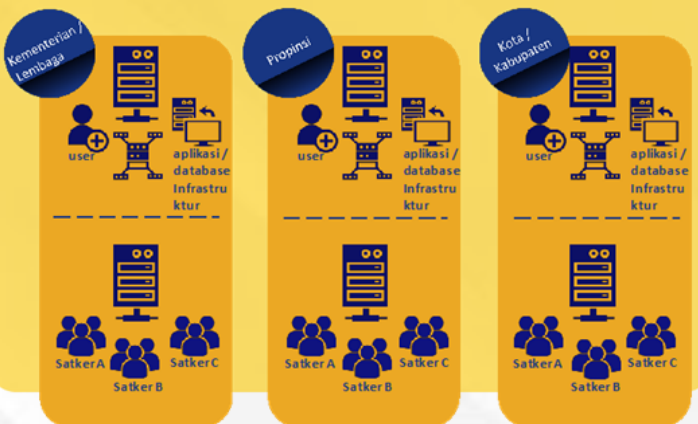 Kementerian /
Lembaga
user
aplikasi /
database
Infrastru
ktur
Satker A
Satker B
Satker C
Propinsi
user
aplikasi /
database
Infrastru
ktur
Satker A
Satker B
Satker C
Kota /
Kabupaten
user
aplikasi /
database
Infrastru
ktur
Satker A
Satker B
Satker C